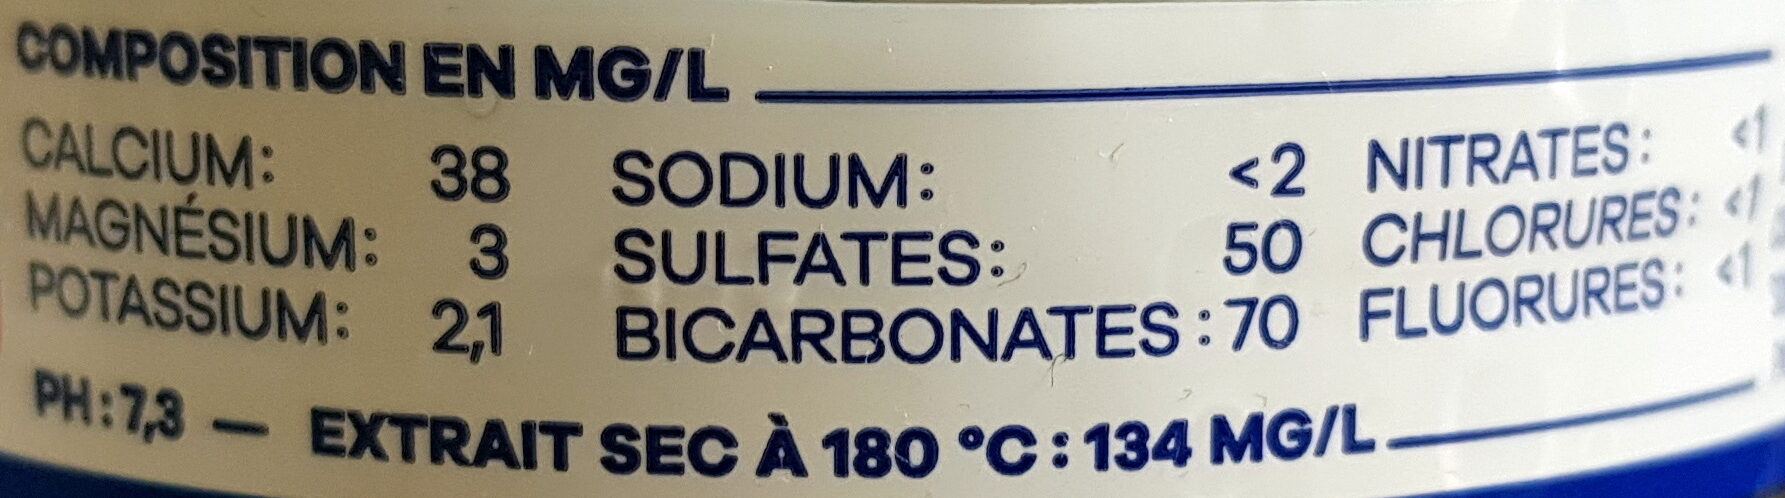 COMPOSITION EN MG/L
CALCIUM: 38 SODIUM: <2 NITRATES: <1
MAGNÉSIUM: 3 SULFATES: 50 CHLORURES: <1
POTASSIUM: 2,1 BICARBONATES: 70 FLUORURES: <1
PH: 7,3 — EXTRAIT SEC À 180 °C: 134 MG/L